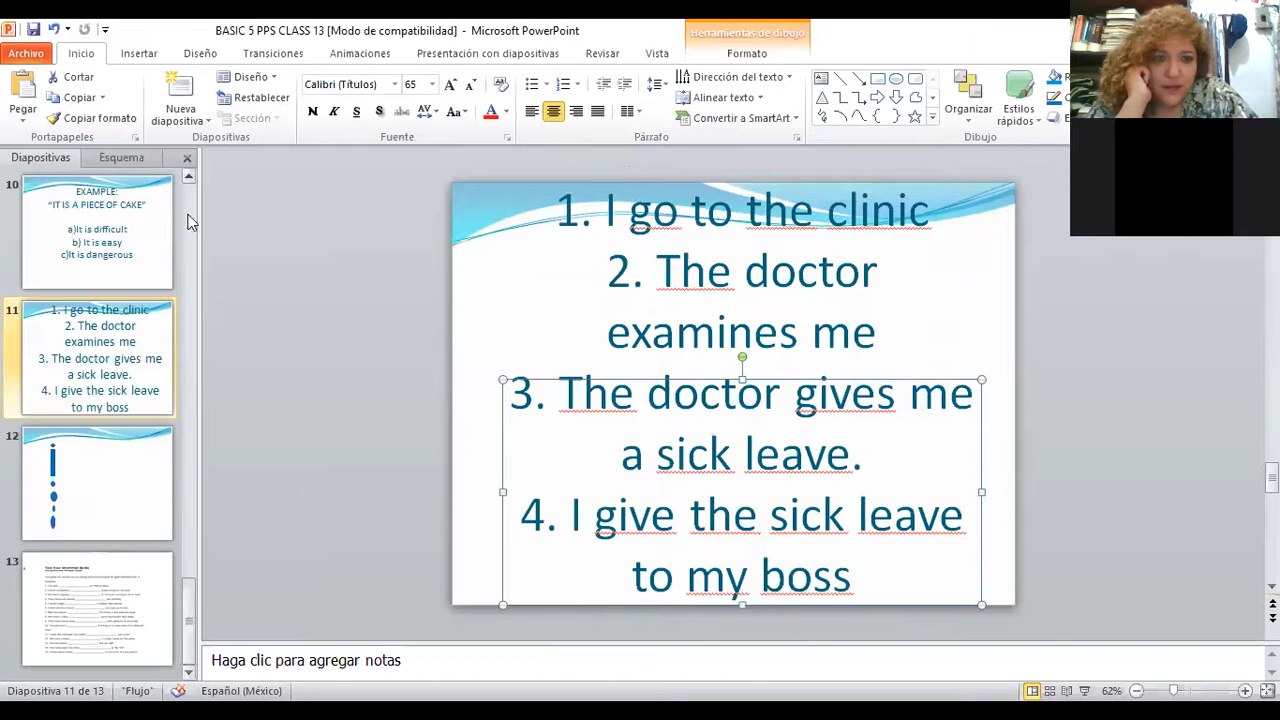 BASIC 5 PPS CLASS 13 [Modo de compatibilidad] - Microsoft PowerPoint
Herramientas de dibujo
Archivo Inicio Insertar Diseño Transiciones Animaciones Presentación con diapositivas Revisar Vista Formato
Pegar
Cortar
Copiar
Copiar formato
Portapapeles
Nueva diapositiva
Diseño
Restablecer
Sección
Diapositivas
Calibri (Títulos) 65
N K S abc AV Aa A
Fuente
Párrafo
Dirección del texto
Alinear texto
Convertir a SmartArt
Organizar
Estilos rápidos
Dibujo
Diapositivas Esquema
10
EXAMPLE:
“IT IS A PIECE OF CAKE”
a)It is difficult
b) It is easy
c)It is dangerous
11
1. I go to the clinic
2. The doctor
examines me
3. The doctor gives me
a sick leave.
4. I give the sick leave
to my boss
12
13
1. I go to the clinic
2. The doctor
examines me
3. The doctor gives me
a sick leave.
4. I give the sick leave
to my boss
Haga clic para agregar notas
Diapositiva 11 de 13 "Flujo" Español (México) 62%